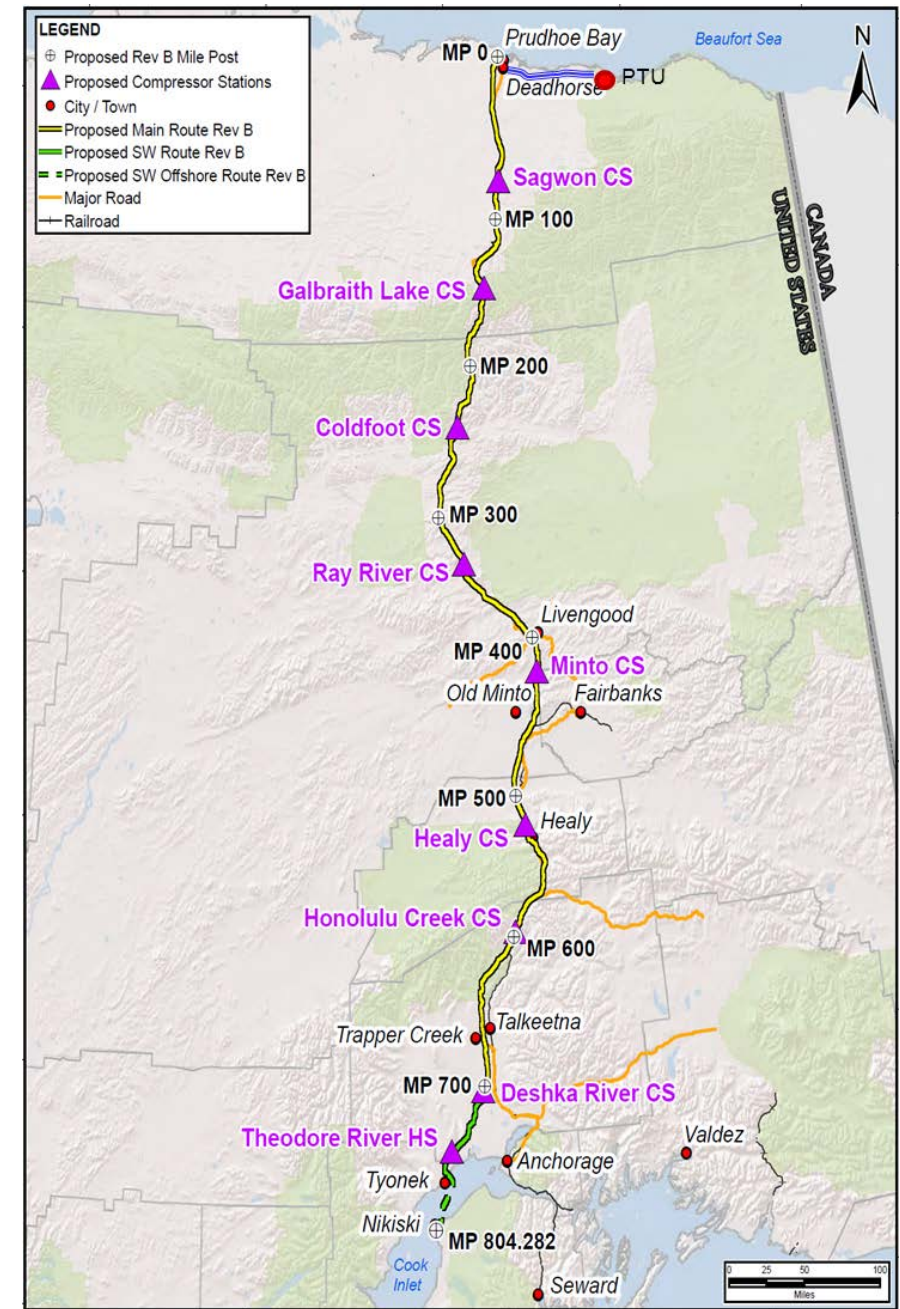 LEGEND
Proposed Rev B Mile Post
Proposed Compressor Stations
City / Town
Proposed Main Route Rev B
Proposed SW Route Rev B
Proposed SW Offshore Route Rev B
Major Road
Railroad
MP 0
Prudhoe Bay
Beaufort Sea
N
Deadhorse
PTU
Sagwon CS
MP 100
CANADA
UNITED STATES
Galbraith Lake CS
MP 200
Coldfoot CS
MP 300
Ray River CS
Livengood
MP 400
Minto CS
Old Minto
Fairbanks
MP 500
Healy
Healy CS
Honolulu Creek CS
MP 600
Talkeetna
Trapper Creek
MP 700
Deshka River CS
Theodore River HS
Valdez
Anchorage
Tyonek
Nikiski
MP 804.282
Cook
Inlet
Seward
0 25 50 100
Miles